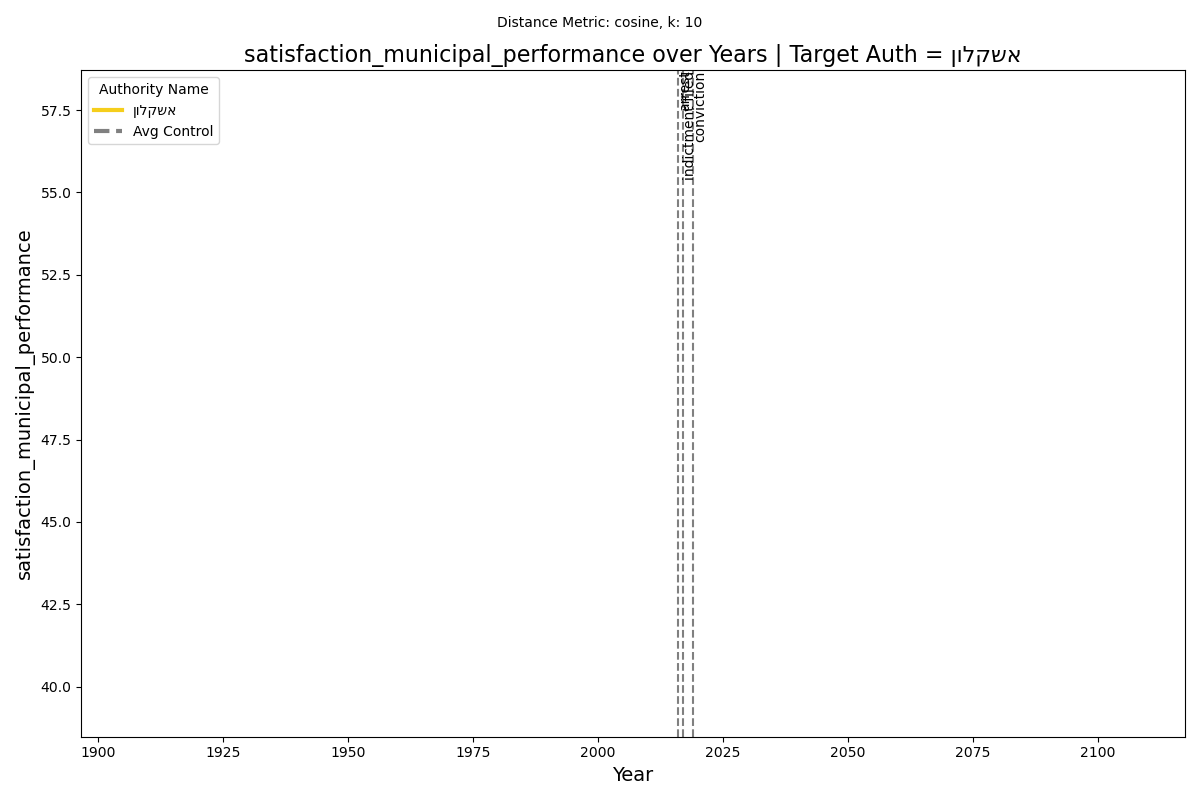 Distance Metric: cosine, k: 10
satisfaction_municipal_performance over Years | Target Auth = אשקלון
Authority Name
אשקלון
Avg Control
indictment
conviction
satisfaction_municipal_performance
57.5
55.0
52.5
50.0
47.5
45.0
42.5
40.0
1900
1925
1950
1975
2000
2025
2050
2075
2100
Year